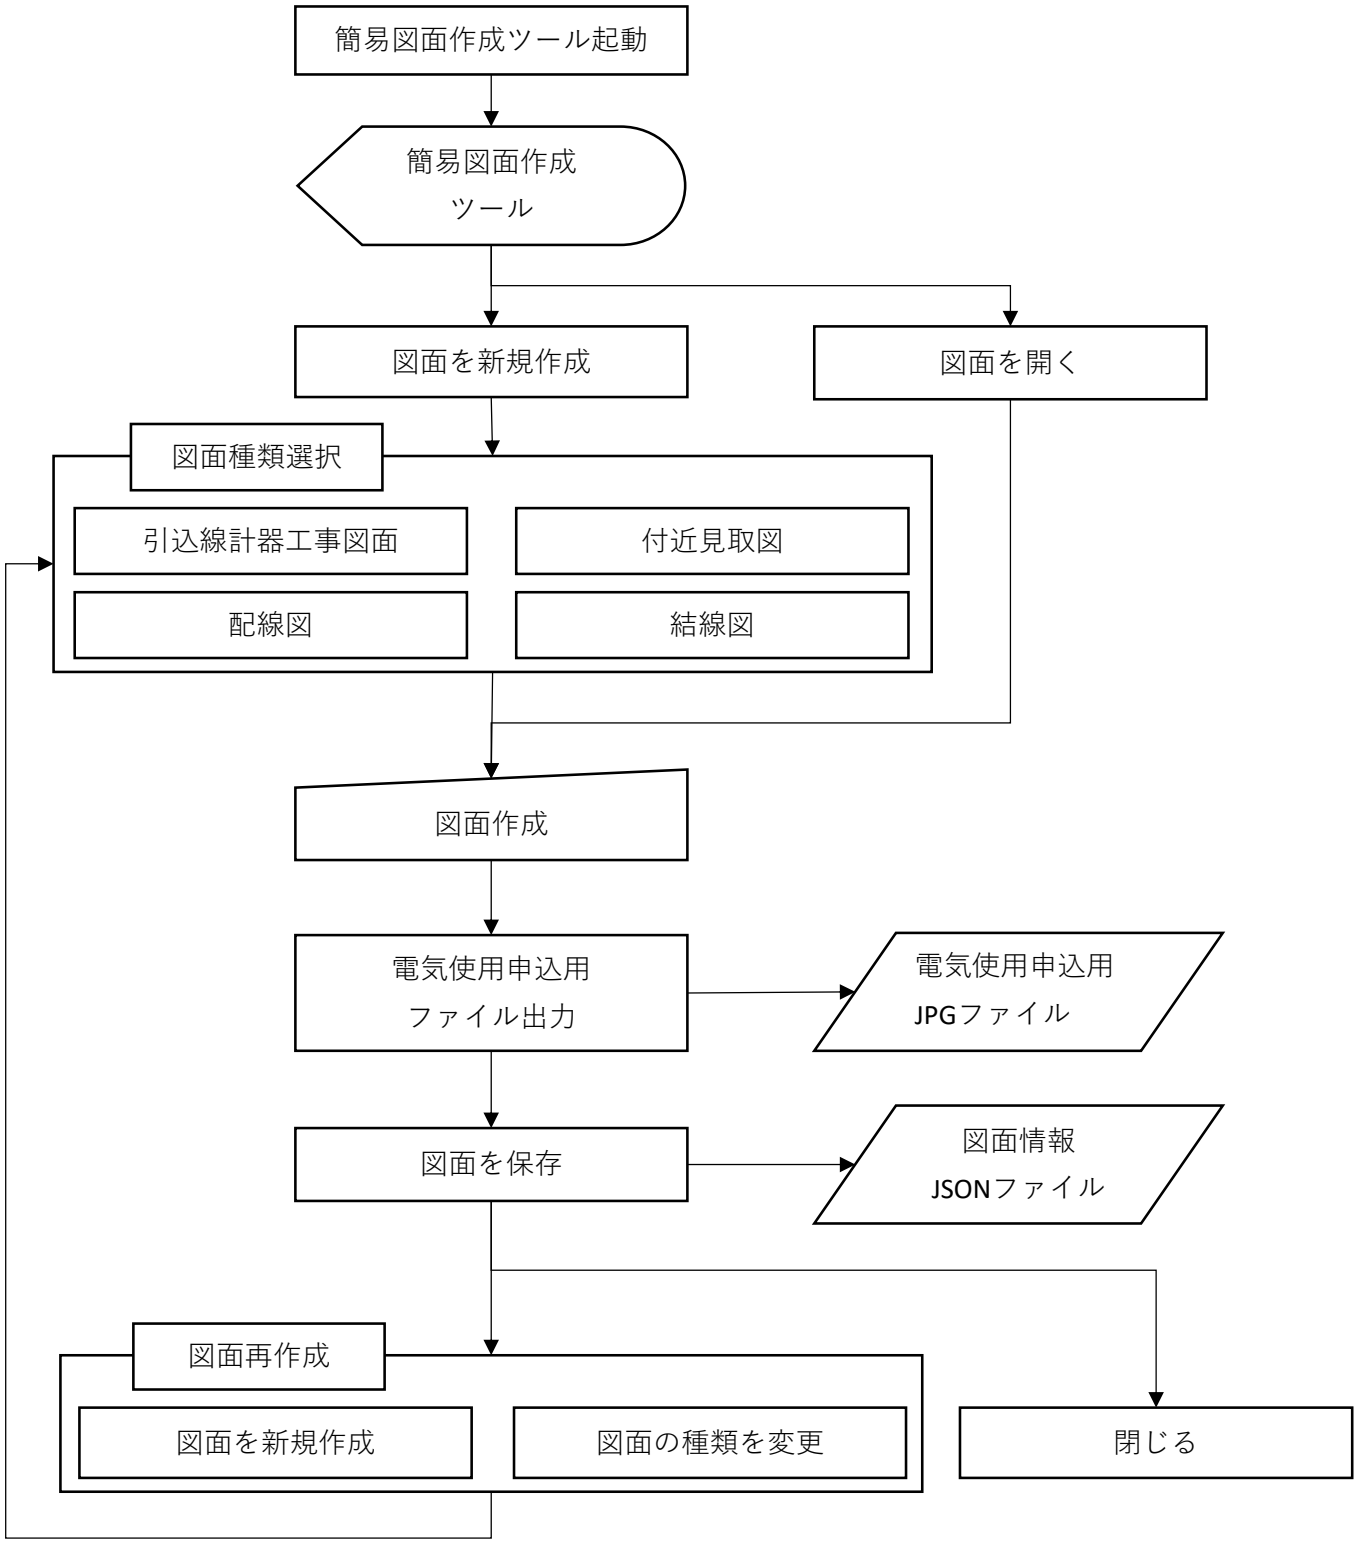 簡易図面作成ツール起動
簡易図面作成
ツール
図面を新規作成
図面を開く
図面種類選択
引込線計器工事図面
付近見取図
配線図
結線図
図面作成
電気使用申込用
ファイル出力
電気使用申込用
JPGファイル
図面を保存
図面情報
JSONファイル
図面再作成
図面を新規作成
図面の種類を変更
閉じる